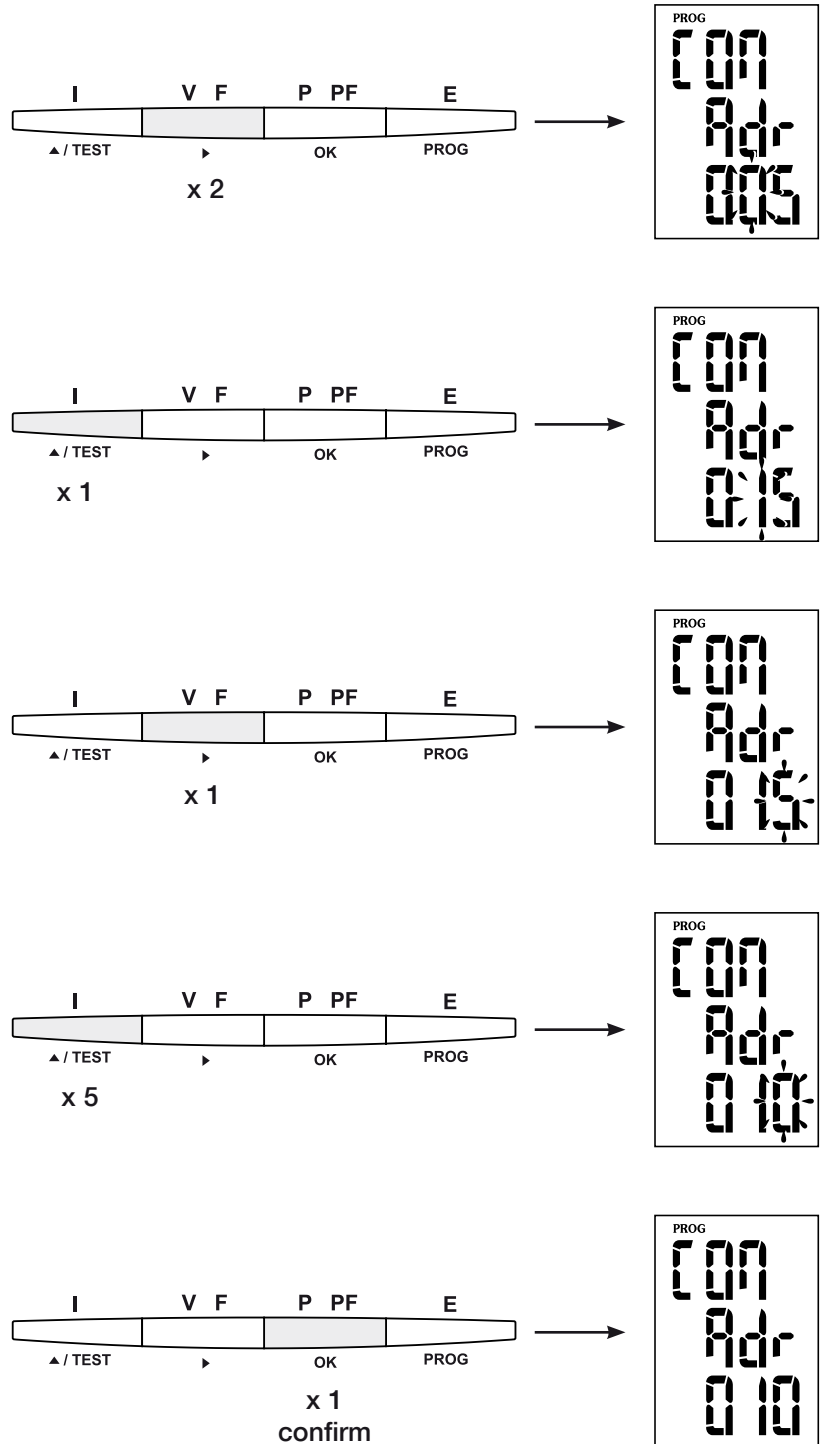 PROG
COM
I V F P PF E
Adr
▲ / TEST ▶ OK PROG
x 2
005
PROG
COM
I V F P PF E
Adr
▲ / TEST ▶ OK PROG
x 1
015
PROG
COM
I V F P PF E
Adr
▲ / TEST ▶ OK PROG
x 1
015
PROG
COM
I V F P PF E
Adr
▲ / TEST ▶ OK PROG
x 5
010
PROG
COM
I V F P PF E
Adr
▲ / TEST ▶ OK PROG
x 1
confirm
010